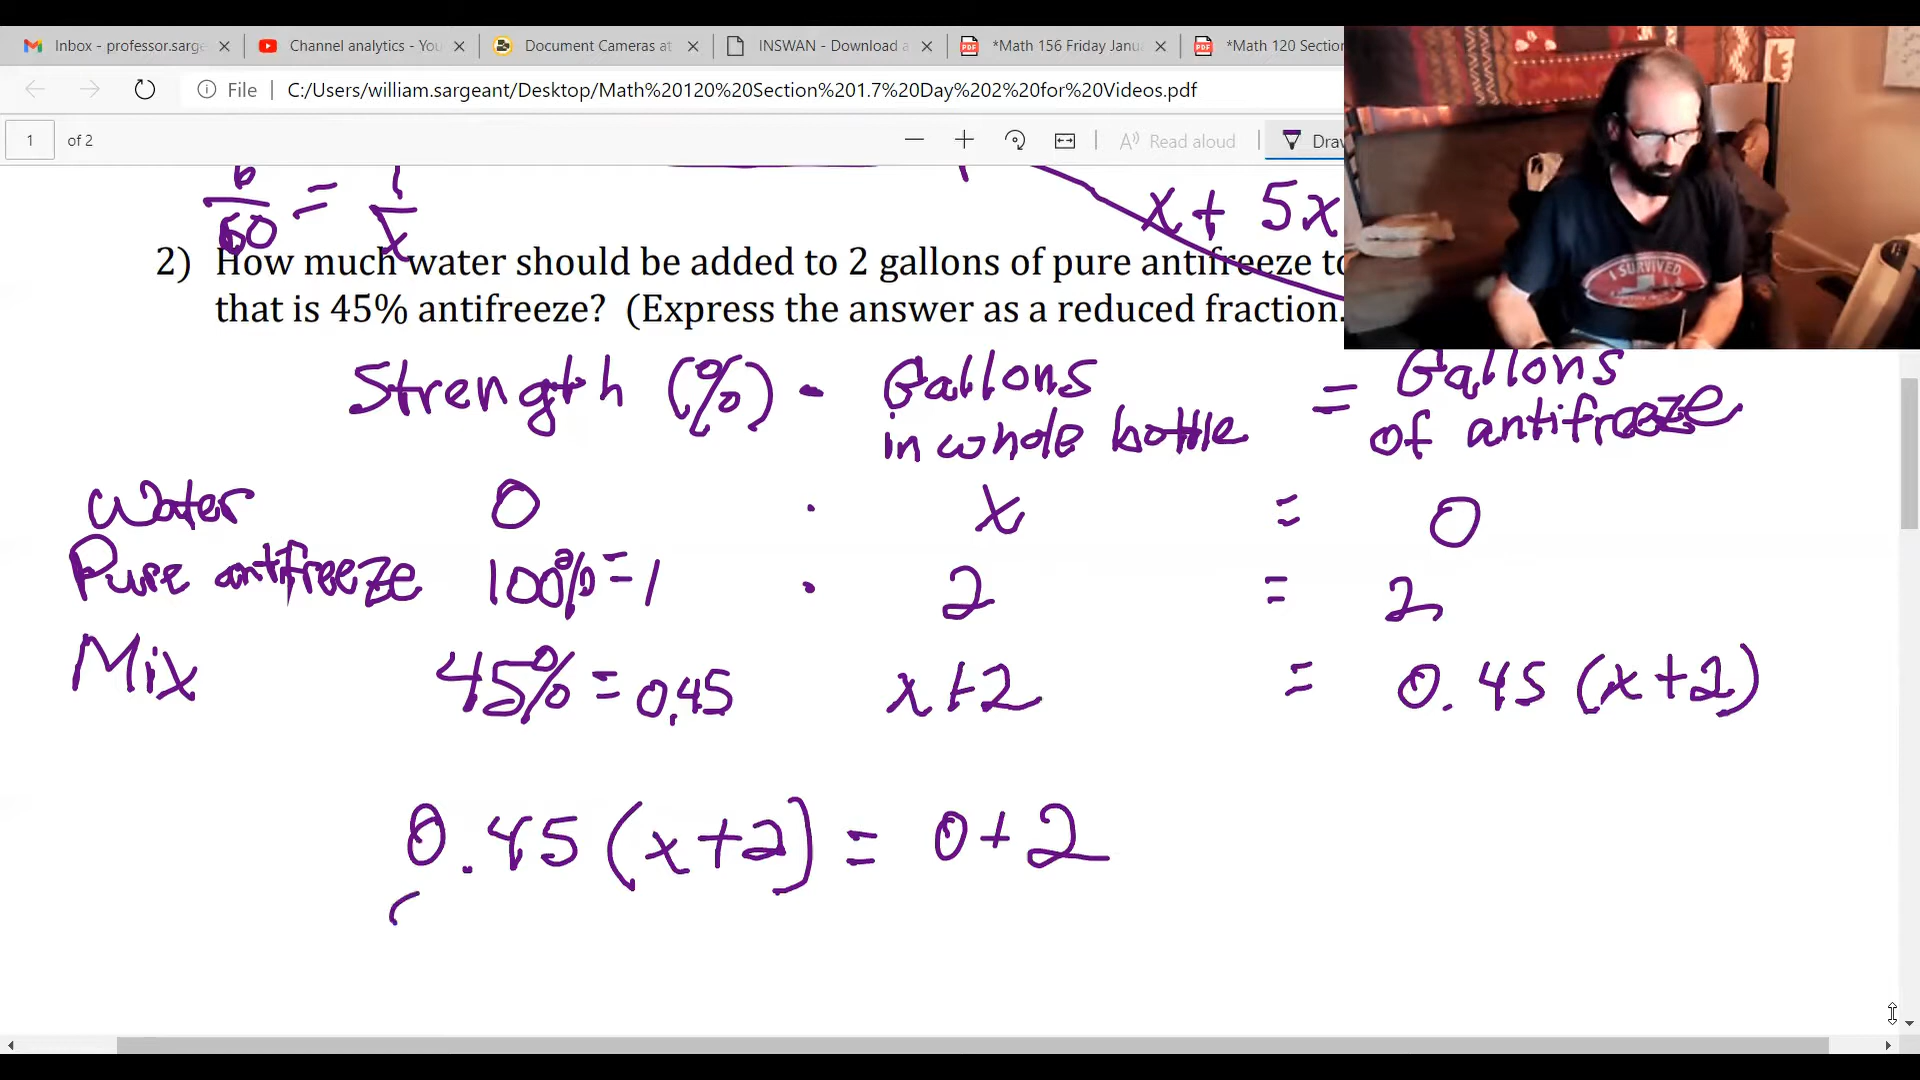 Inbox - professor.sarge
Channel analytics - You
Document Cameras at
INSWAN - Download a
*Math 156 Friday Janu
*Math 120 Section
File
C:/Users/william.sargeant/Desktop/Math%20120%20Section%201.7%20Day%202%20for%20Videos.pdf
1 of 2
Read aloud
Draw
60 = x
x + 5x
2) How much water should be added to 2 gallons of pure antifreeze to
that is 45% antifreeze? (Express the answer as a reduced fraction.
I SURVIVED
Strength (%) · Gallons in whole bottle = Gallons of antifreeze
Water 0 · x = 0
Pure antifreeze 100% = 1 · 2 = 2
Mix 45% = 0.45 x+2 = 0.45 (x+2)
0.45 (x+2) = 0+2